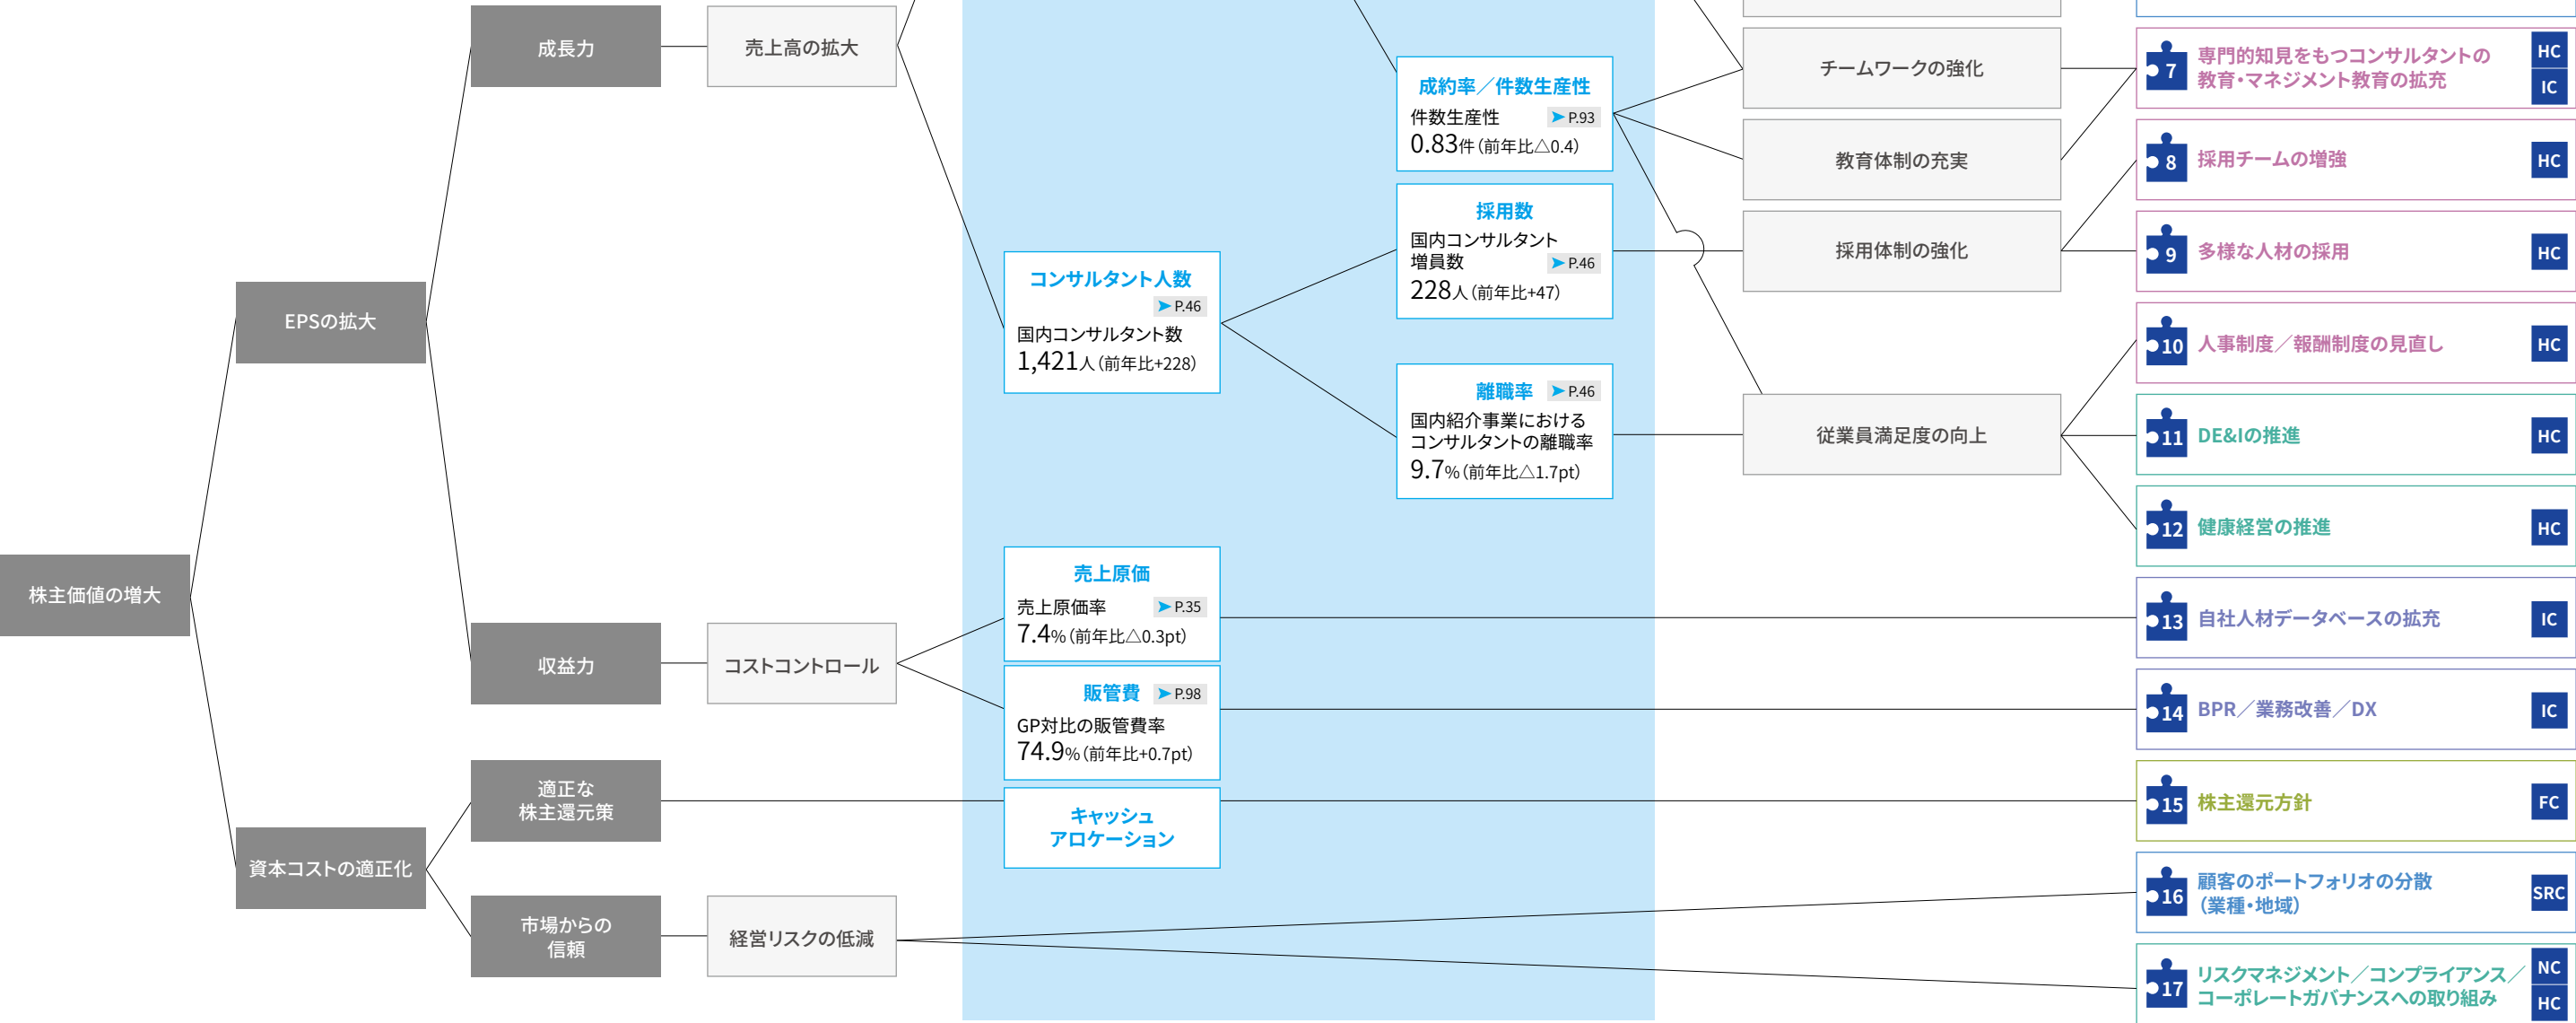 株主価値の増大
EPSの拡大
資本コストの適正化
成長力
収益力
適正な
株主還元策
市場からの
信頼
売上高の拡大
コストコントロール
経営リスクの低減
コンサルタント人数
P.46
国内コンサルタント数
1,421人（前年比+228）
売上原価
売上原価率 P.35
7.4%（前年比△0.3pt）
販管費 P.98
GP対比の販管費率
74.9%（前年比+0.7pt）
キャッシュ
アロケーション
成約率／件数生産性
件数生産性 P.93
0.83件（前年比△0.4）
採用数
国内コンサルタント
増員数 P.46
228人（前年比+47）
離職率 P.46
国内紹介事業における
コンサルタントの離職率
9.7%（前年比△1.7pt）
チームワークの強化
教育体制の充実
採用体制の強化
従業員満足度の向上
7 専門的知見をもつコンサルタントの
教育・マネジメント教育の拡充
HC
IC
8 採用チームの増強 HC
9 多様な人材の採用 HC
10 人事制度／報酬制度の見直し HC
11 DE&Iの推進 HC
12 健康経営の推進 HC
13 自社人材データベースの拡充 IC
14 BPR／業務改善／DX IC
15 株主還元方針 FC
16 顧客のポートフォリオの分散
（業種・地域）
SRC
17 リスクマネジメント／コンプライアンス／
コーポレートガバナンスへの取り組み
NC
HC